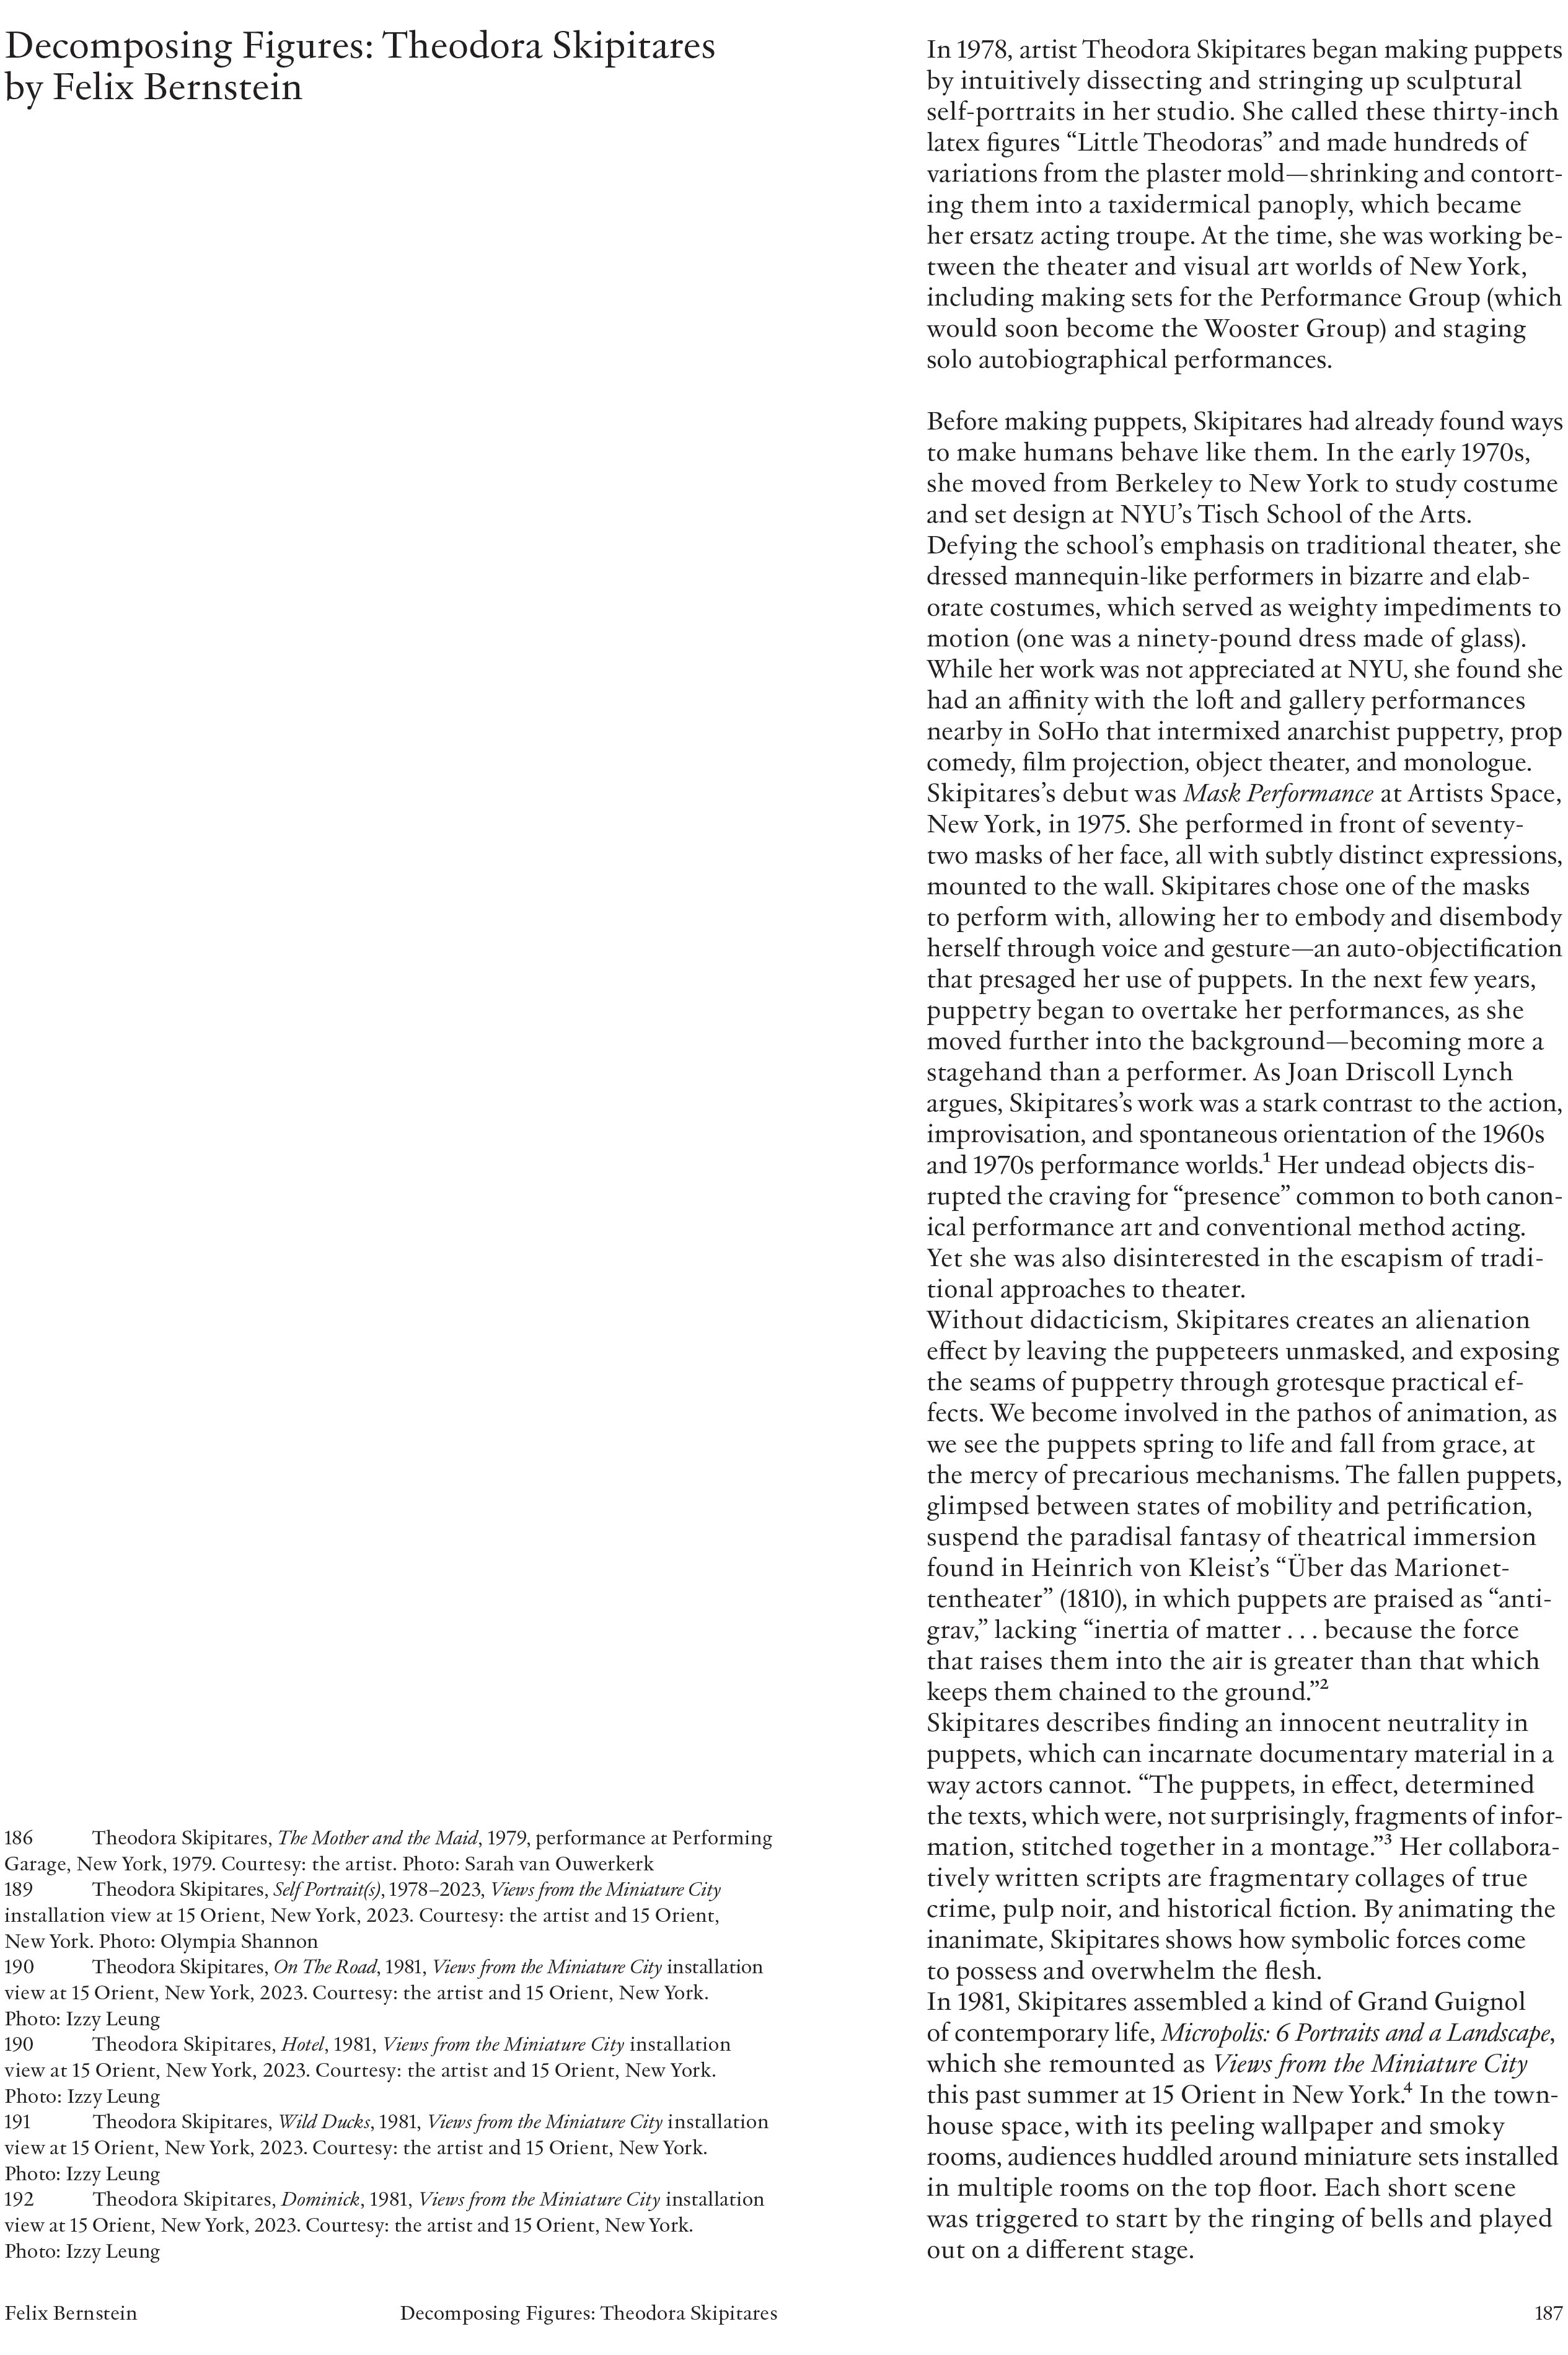 Decomposing Figures: Theodora Skipitares
by Felix Bernstein
In 1978, artist Theodora Skipitares began making puppets
by intuitively dissecting and stringing up sculptural
self-portraits in her studio. She called these thirty-inch
latex figures “Little Theodoras” and made hundreds of
variations from the plaster mold—shrinking and contort-
ing them into a taxidermical panoply, which became
her ersatz acting troupe. At the time, she was working be-
tween the theater and visual art worlds of New York,
including making sets for the Performance Group (which
would soon become the Wooster Group) and staging
solo autobiographical performances.
Before making puppets, Skipitares had already found ways
to make humans behave like them. In the early 1970s,
she moved from Berkeley to New York to study costume
and set design at NYU’s Tisch School of the Arts.
Defying the school’s emphasis on traditional theater, she
dressed mannequin-like performers in bizarre and elab-
orate costumes, which served as weighty impediments to
motion (one was a ninety-pound dress made of glass).
While her work was not appreciated at NYU, she found she
had an affinity with the loft and gallery performances
nearby in SoHo that intermixed anarchist puppetry, prop
comedy, film projection, object theater, and monologue.
Skipitares’s debut was Mask Performance at Artists Space,
New York, in 1975. She performed in front of seventy-
two masks of her face, all with subtly distinct expressions,
mounted to the wall. Skipitares chose one of the masks
to perform with, allowing her to embody and disembody
herself through voice and gesture—an auto-objectification
that presaged her use of puppets. In the next few years,
puppetry began to overtake her performances, as she
moved further into the background—becoming more a
stagehand than a performer. As Joan Driscoll Lynch
argues, Skipitares’s work was a stark contrast to the action,
improvisation, and spontaneous orientation of the 1960s
and 1970s performance worlds.¹ Her undead objects dis-
rupted the craving for “presence” common to both canon-
ical performance art and conventional method acting.
Yet she was also disinterested in the escapism of tradi-
tional approaches to theater.
Without didacticism, Skipitares creates an alienation
effect by leaving the puppeteers unmasked, and exposing
the seams of puppetry through grotesque practical ef-
fects. We become involved in the pathos of animation, as
we see the puppets spring to life and fall from grace, at
the mercy of precarious mechanisms. The fallen puppets,
glimpsed between states of mobility and petrification,
suspend the paradisal fantasy of theatrical immersion
found in Heinrich von Kleist’s “Über das Marionet-
tentheater” (1810), in which puppets are praised as “anti-
grav,” lacking “inertia of matter . . . because the force
that raises them into the air is greater than that which
keeps them chained to the ground.”²
Skipitares describes finding an innocent neutrality in
puppets, which can incarnate documentary material in a
way actors cannot. “The puppets, in effect, determined
the texts, which were, not surprisingly, fragments of infor-
mation, stitched together in a montage.”³ Her collabora-
tively written scripts are fragmentary collages of true
crime, pulp noir, and historical fiction. By animating the
inanimate, Skipitares shows how symbolic forces come
to possess and overwhelm the flesh.
In 1981, Skipitares assembled a kind of Grand Guignol
of contemporary life, Micropolis: 6 Portraits and a Landscape,
which she remounted as Views from the Miniature City
this past summer at 15 Orient in New York.⁴ In the town-
house space, with its peeling wallpaper and smoky
rooms, audiences huddled around miniature sets installed
in multiple rooms on the top floor. Each short scene
was triggered to start by the ringing of bells and played
out on a different stage.
186 Theodora Skipitares, The Mother and the Maid, 1979, performance at Performing
Garage, New York, 1979. Courtesy: the artist. Photo: Sarah van Ouwerkerk
189 Theodora Skipitares, Self Portrait(s), 1978–2023, Views from the Miniature City
installation view at 15 Orient, New York, 2023. Courtesy: the artist and 15 Orient,
New York. Photo: Olympia Shannon
190 Theodora Skipitares, On The Road, 1981, Views from the Miniature City installation
view at 15 Orient, New York, 2023. Courtesy: the artist and 15 Orient, New York.
Photo: Izzy Leung
190 Theodora Skipitares, Hotel, 1981, Views from the Miniature City installation
view at 15 Orient, New York, 2023. Courtesy: the artist and 15 Orient, New York.
Photo: Izzy Leung
191 Theodora Skipitares, Wild Ducks, 1981, Views from the Miniature City installation
view at 15 Orient, New York, 2023. Courtesy: the artist and 15 Orient, New York.
Photo: Izzy Leung
192 Theodora Skipitares, Dominick, 1981, Views from the Miniature City installation
view at 15 Orient, New York, 2023. Courtesy: the artist and 15 Orient, New York.
Photo: Izzy Leung
Felix Bernstein Decomposing Figures: Theodora Skipitares 187